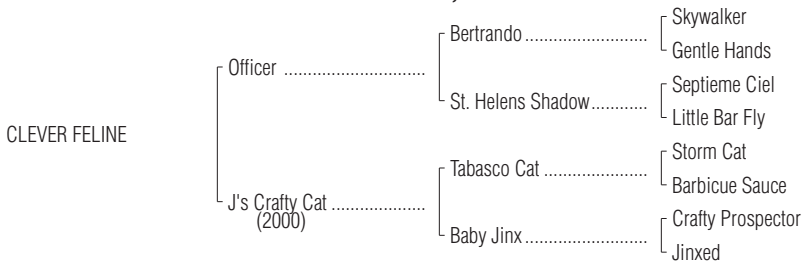 Skywalker
Bertrando ........................
Gentle Hands
Officer ...........................
Septieme Ciel
St. Helens Shadow...........
Little Bar Fly
CLEVER FELINE
Storm Cat
Tabasco Cat ....................
Barbicue Sauce
J's Crafty Cat ..................
(2000)
Crafty Prospector
Baby Jinx........................
Jinxed